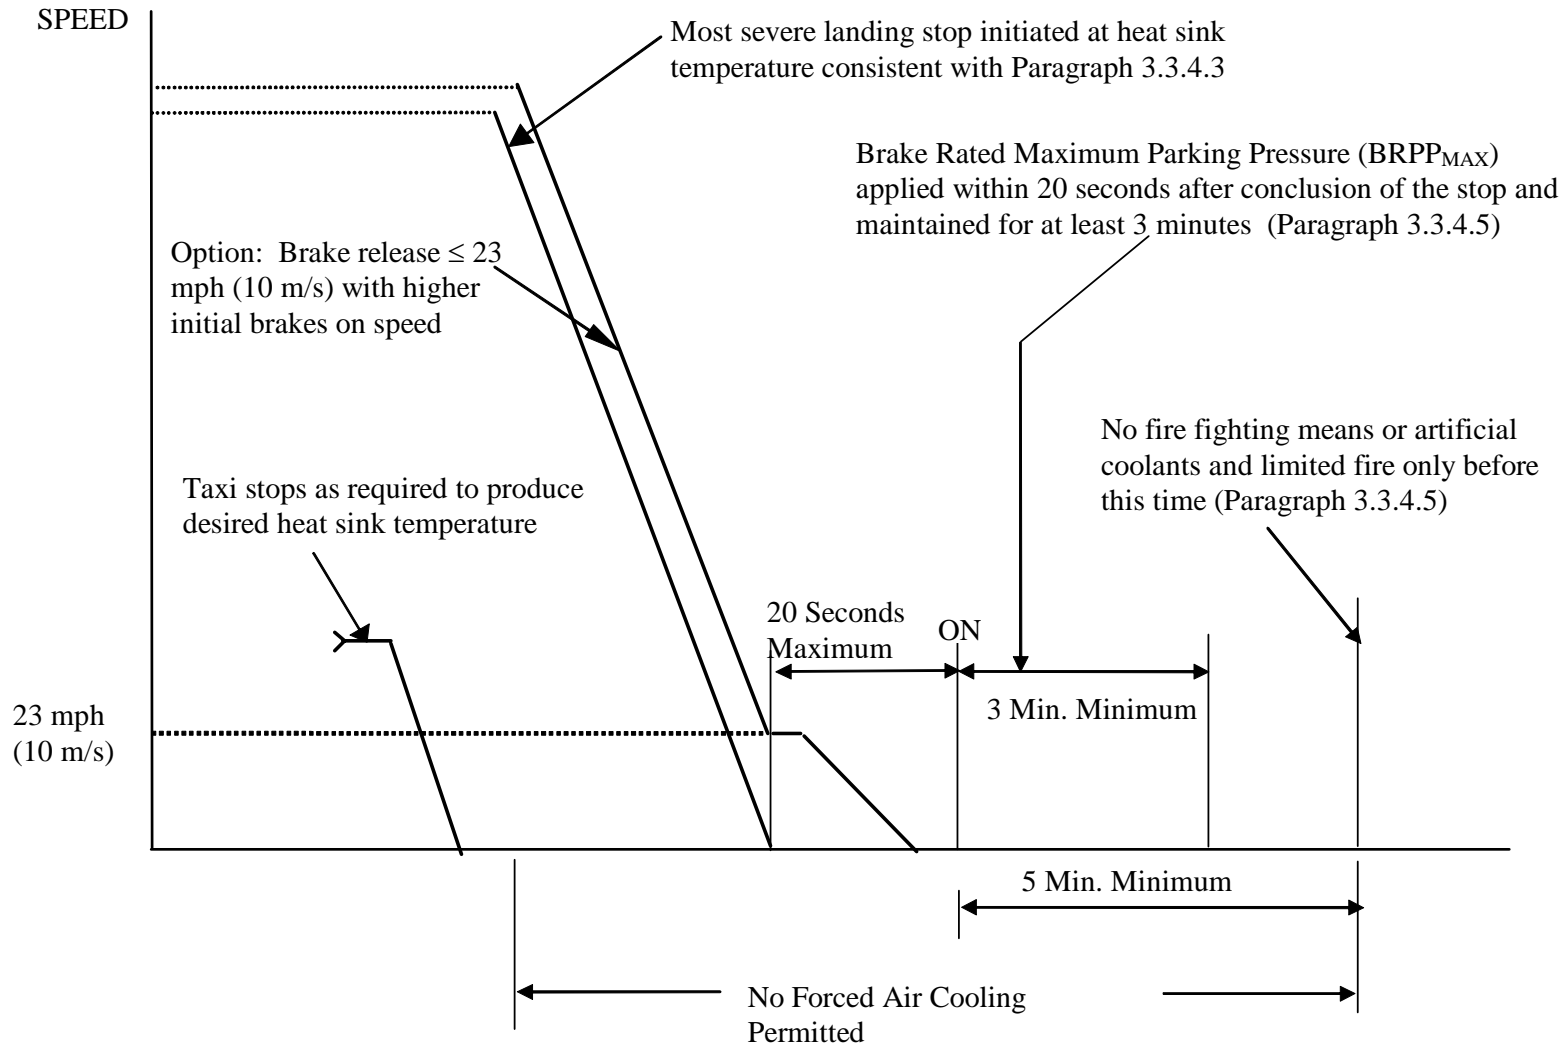 SPEED
Most severe landing stop initiated at heat sink
temperature consistent with Paragraph 3.3.4.3
Brake Rated Maximum Parking Pressure (BRPPMAX)
applied within 20 seconds after conclusion of the stop and
maintained for at least 3 minutes (Paragraph 3.3.4.5)
Option: Brake release ≤ 23
mph (10 m/s) with higher
initial brakes on speed
No fire fighting means or artificial
coolants and limited fire only before
this time (Paragraph 3.3.4.5)
Taxi stops as required to produce
desired heat sink temperature
20 Seconds
Maximum
ON
3 Min. Minimum
23 mph
(10 m/s)
5 Min. Minimum
No Forced Air Cooling
Permitted